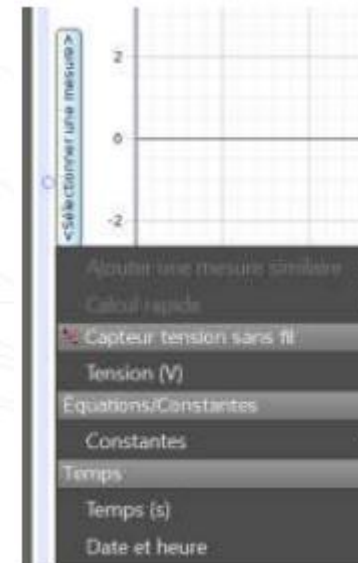 <Sélectionner une mesure>
2
0
-2
Ajouter une mesure similaire
Calcul rapide
Capteur tension sans fil
Tension (V)
Equations/Constantes
Constantes
Temps
Temps (s)
Date et heure